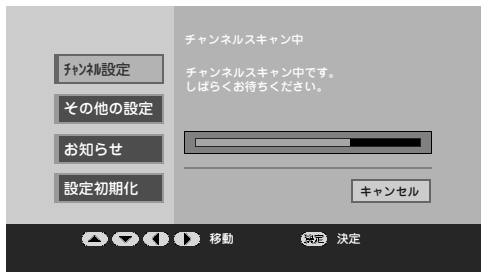 チャンネルスキャン中
ﾁｬﾝﾈﾙ設定
チャンネルスキャン中です。
しばらくお待ちください。
その他の設定
お知らせ
設定初期化
キャンセル
移動
決定 決定